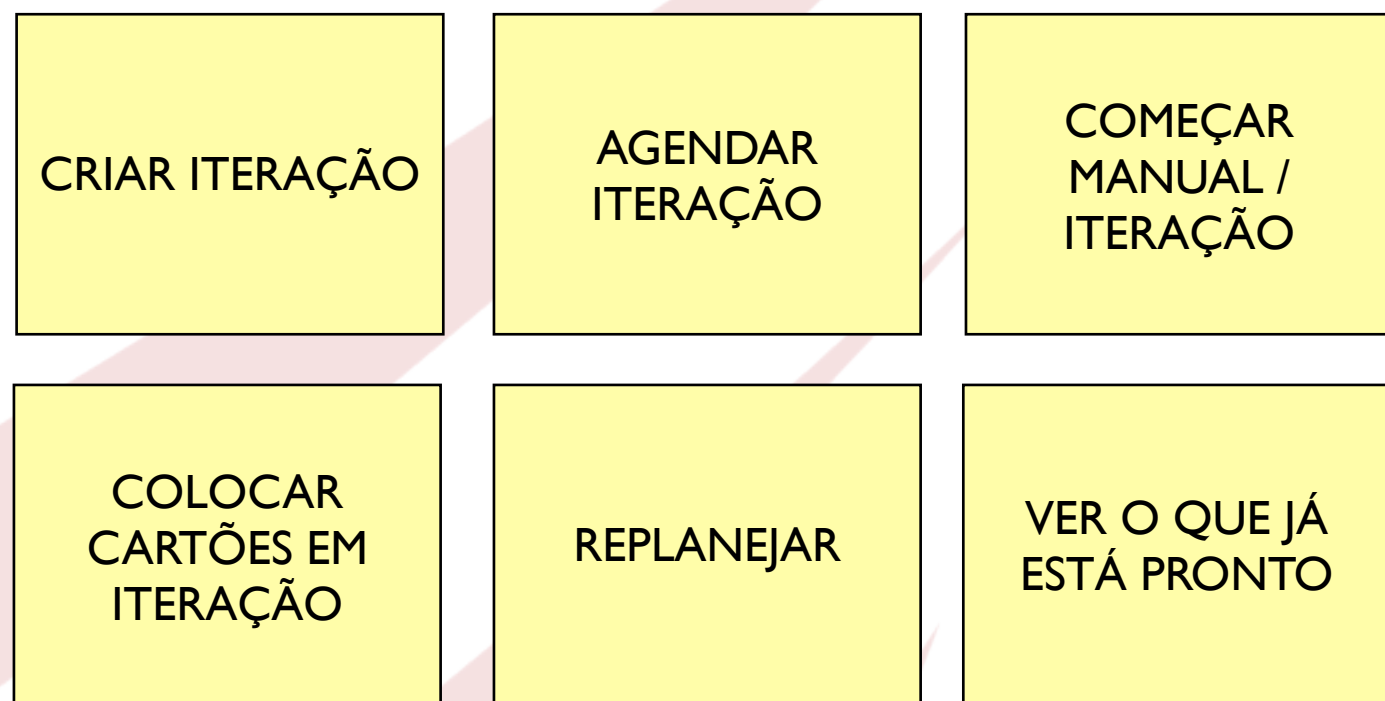 CRIAR ITERAÇÃO
AGENDAR
ITERAÇÃO
COMEÇAR
MANUAL /
ITERAÇÃO
COLOCAR
CARTÕES EM
ITERAÇÃO
REPLANEJAR
VER O QUE JÁ
ESTÁ PRONTO